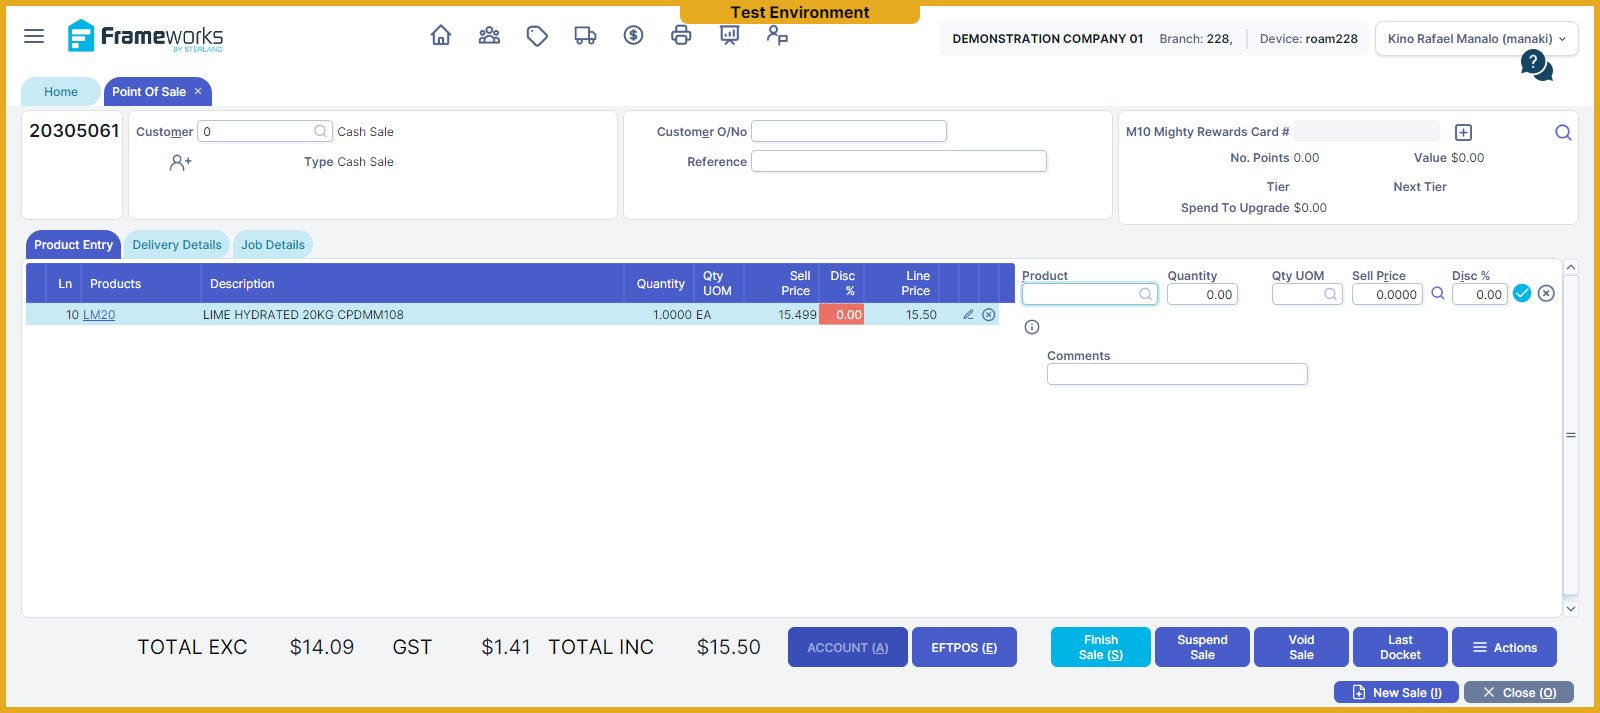 Test Environment
Frameworks
BY STERLAND
DEMONSTRATION COMPANY 01 Branch: 228, Device: roam228 Kino Rafael Manalo (manaki)
Home Point Of Sale ×
20305061
Customer 0 Cash Sale
Type Cash Sale
Customer O/No
Reference
M10 Mighty Rewards Card #
No. Points 0.00 Value $0.00
Tier Next Tier
Spend To Upgrade $0.00
Product Entry Delivery Details Job Details
Ln Products Description Quantity Qty UOM Sell Price Disc % Line Price
10 LM20 LIME HYDRATED 20KG CPDMM108 1.0000 EA 15.499 0.00 15.50
Product Quantity Qty UOM Sell Price Disc %
0.00 0.0000 0.00
Comments
TOTAL EXC $14.09 GST $1.41 TOTAL INC $15.50
ACCOUNT (A) EFTPOS (E) Finish Sale (S) Suspend Sale Void Sale Last Docket Actions
New Sale (I) Close (O)